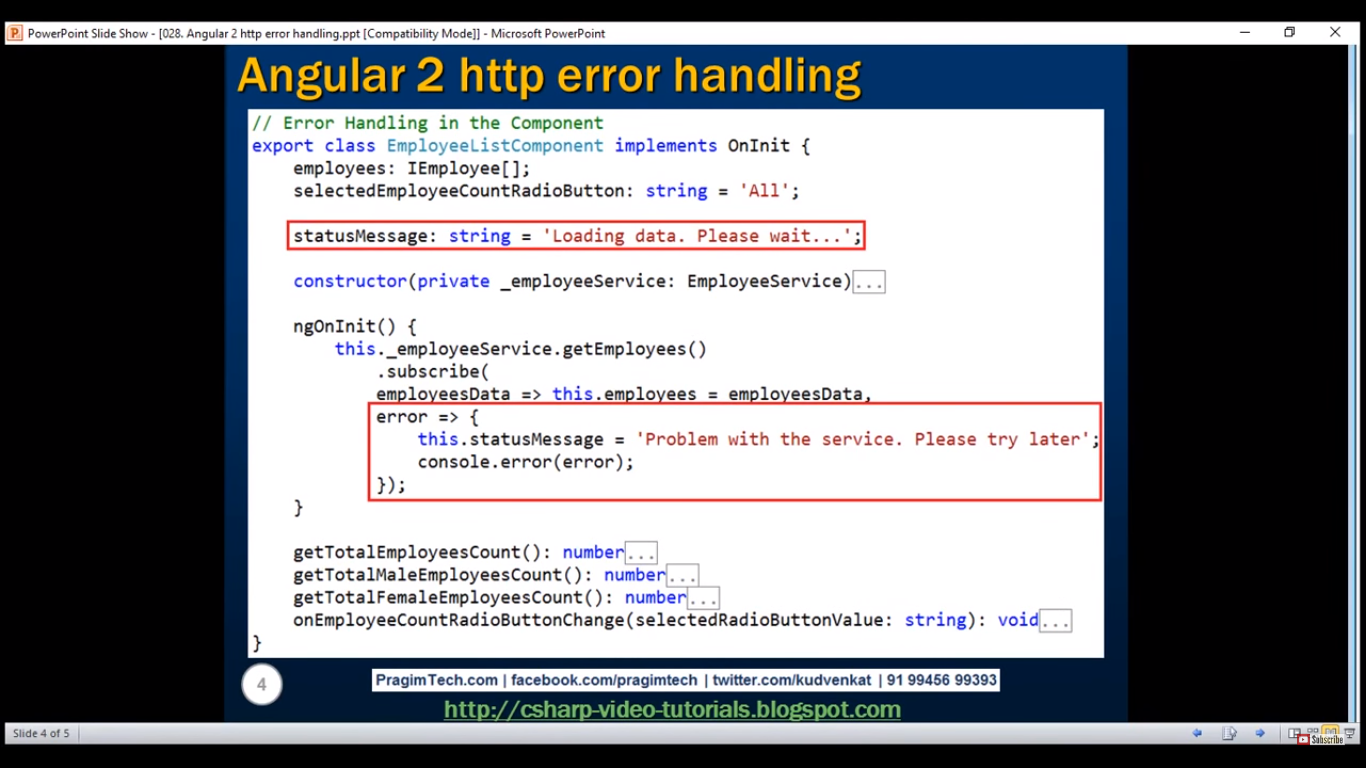 PowerPoint Slide Show - [028. Angular 2 http error handling.ppt [Compatibility Mode]] - Microsoft PowerPoint
Angular 2 http error handling
// Error Handling in the Component
export class EmployeeListComponent implements OnInit {
employees: IEmployee[];
selectedEmployeeCountRadioButton: string = 'All';
statusMessage: string = 'Loading data. Please wait...';
constructor(private _employeeService: EmployeeService)...
ngOnInit() {
this._employeeService.getEmployees()
.subscribe(
employeesData => this.employees = employeesData,
error => {
this.statusMessage = 'Problem with the service. Please try later';
console.error(error);
});
}
getTotalEmployeesCount(): number...
getTotalMaleEmployeesCount(): number...
getTotalFemaleEmployeesCount(): number...
onEmployeeCountRadioButtonChange(selectedRadioButtonValue: string): void...
}
4
PragimTech.com | facebook.com/pragimtech | twitter.com/kudvenkat | 91 99456 99393
http://csharp-video-tutorials.blogspot.com
Slide 4 of 5
Subscribe